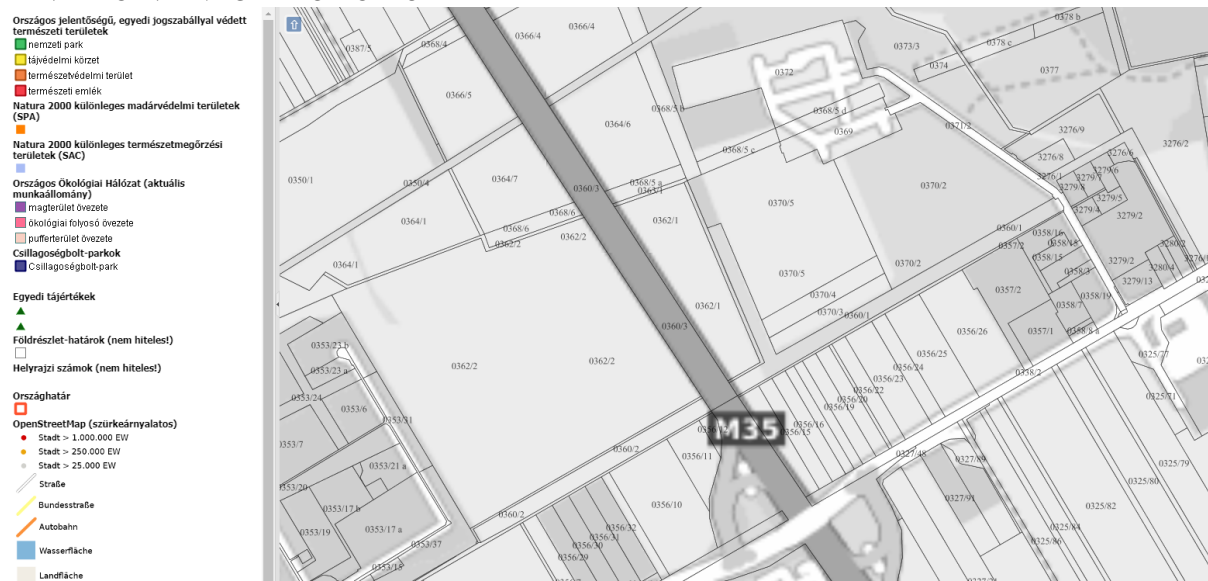 Országos jelentőségű, egyedi jogszabállyal védett
természeti területek
nemzeti park
tájvédelmi körzet
természetvédelmi terület
természeti emlék
Natura 2000 különleges madárvédelmi területek
(SPA)
Natura 2000 különleges természetmegőrzési
területek (SAC)
Országos Ökológiai Hálózat (aktuális
munkaállomány)
magterület övezete
ökológiai folyosó övezete
pufferterület övezete
Csillagoségbolt-parkok
Csillagoségbolt-park
Egyedi tájértékek
Földrészlet-határok (nem hiteles!)
Helyrajzi számok (nem hiteles!)
Országhatár
OpenStreetMap (szürkeárnyalatos)
Stadt > 1.000.000 EW
Stadt > 250.000 EW
Stadt > 25.000 EW
Straße
Bundesstraße
Autobahn
Wasserfläche
Landfläche
0378 b
0366/4
0366/4
0368/4
0387/5
0373/3
0378 c
0374
0377
0372
0366/5
0368/5 b
0368/5 d
0364/6
0369
0371/2
3276/9
3276/2
3276/8
3276/6
0368/5 c
3276/1
3279/7
3279/6
0350/1
0350/4
0364/7
0360/3
0368/5 a
0363/1
0370/2
3279/8
3279/5
0370/5
3279/4
3279/2
0364/1
0368/6
0362/1
0368/6
0362/2
0362/2
0360/1
0358/16
0357/2
0358/18
3280/2
0358/15
0364/1
0370/2
3279/2
3280/4
0370/5
0358/3
3279/13
0357/2
0370/4
0358/19
0362/1
0358/7
0370/3
0360/1
0360/3
0356/26
0357/1
0358/8 a
0353/23 b
0356/25
0325/77
0362/2
0362/2
0356/24
0353/23 a
0356/23
0358/2
0356/22
0325/71
0353/24
0356/20
0353/6
0356/19
0353/31
0356/16
M35
0356/15
0353/7
0360/2
0356/11
0327/48
0327/89
0353/21 a
0325/79
0325/80
0353/20
0327/91
0353/17 b
0356/10
0325/82
0360/2
0353/19
0353/17 a
0356/32
0325/84
0356/31
0356/30
0325/86
0353/37
0356/29
0353/15